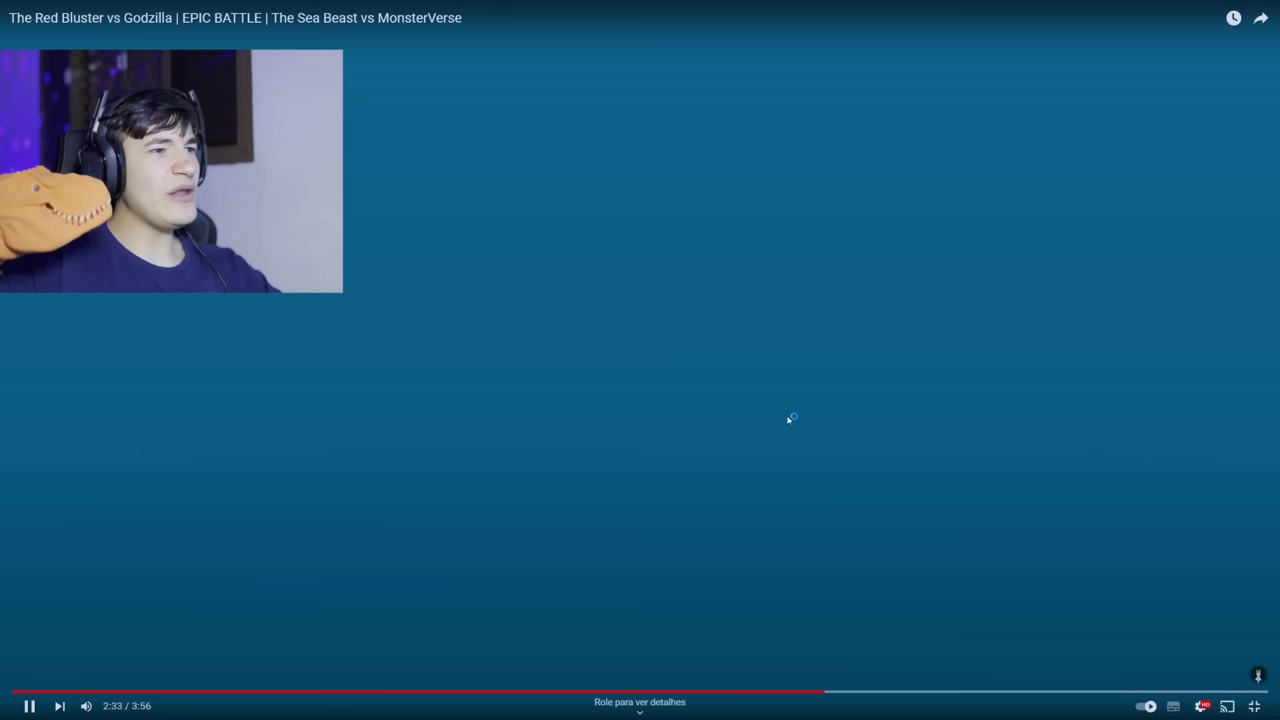 The Red Bluster vs Godzilla | EPIC BATTLE | The Sea Beast vs MonsterVerse
Role para ver detalhes
2:33 / 3:56
HD